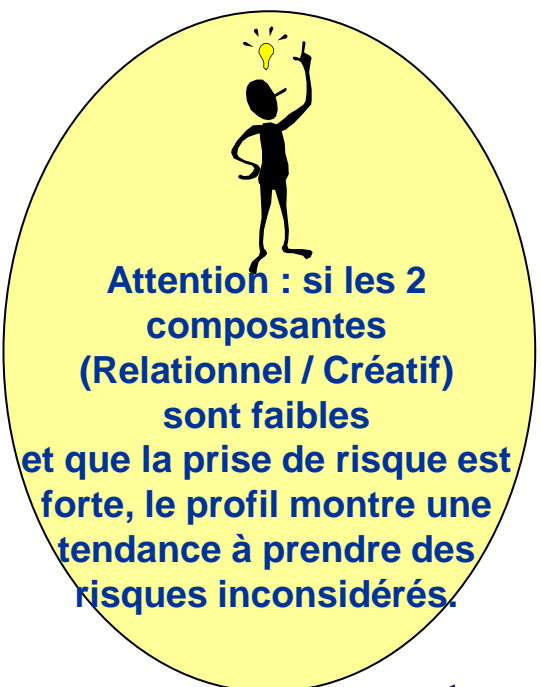 Attention : si les 2
composantes
(Relationnel / Créatif)
sont faibles
et que la prise de risque est
forte, le profil montre une
tendance à prendre des
risques inconsidérés.